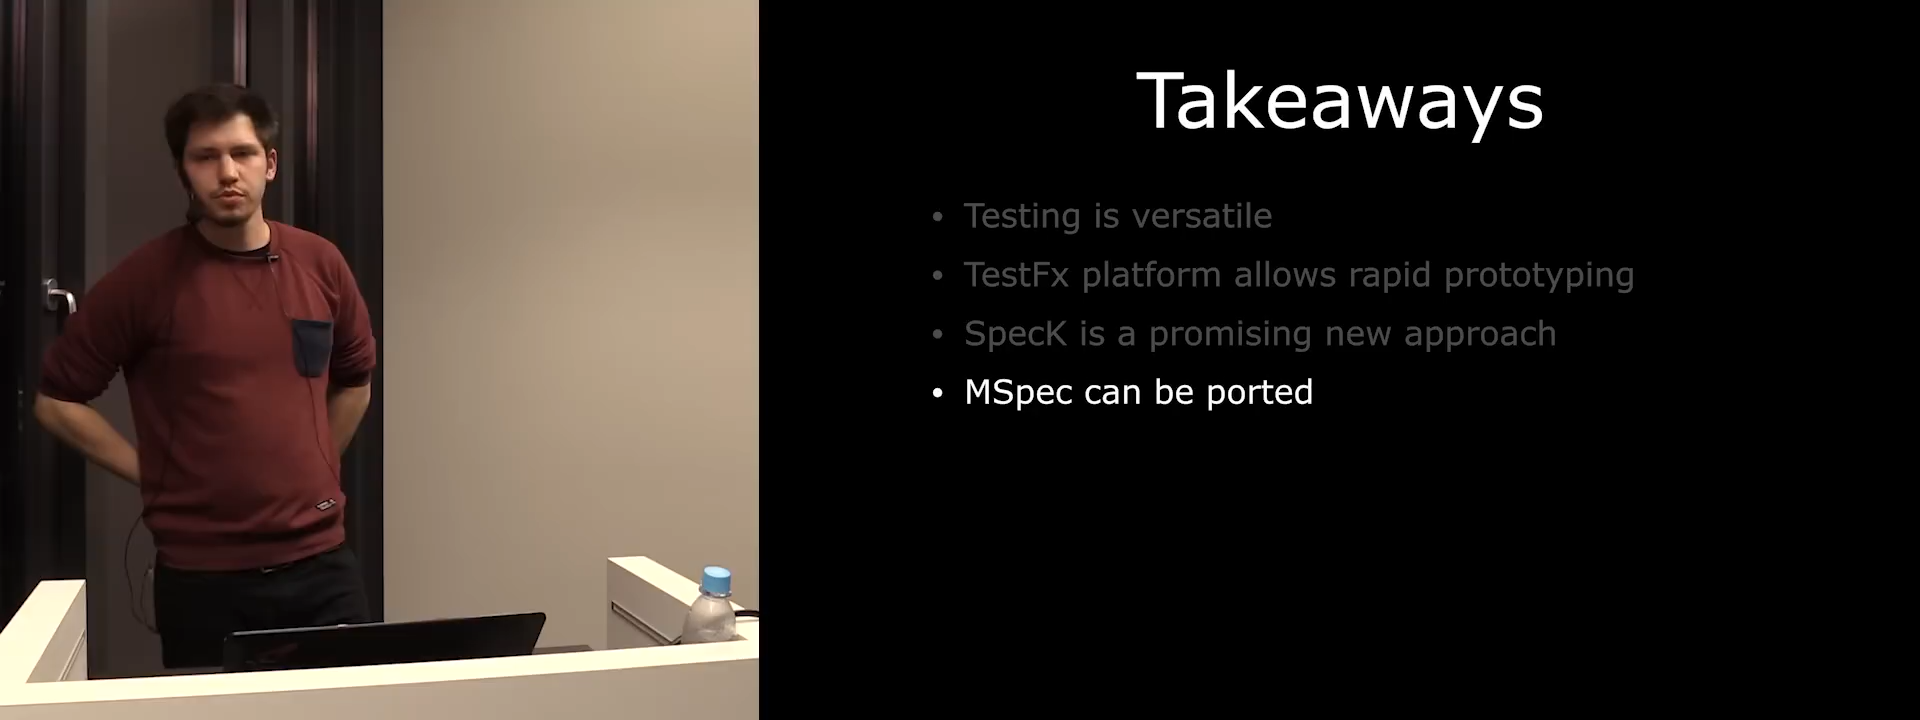 Takeaways
• Testing is versatile
• TestFx platform allows rapid prototyping
• SpecK is a promising new approach
• MSpec can be ported